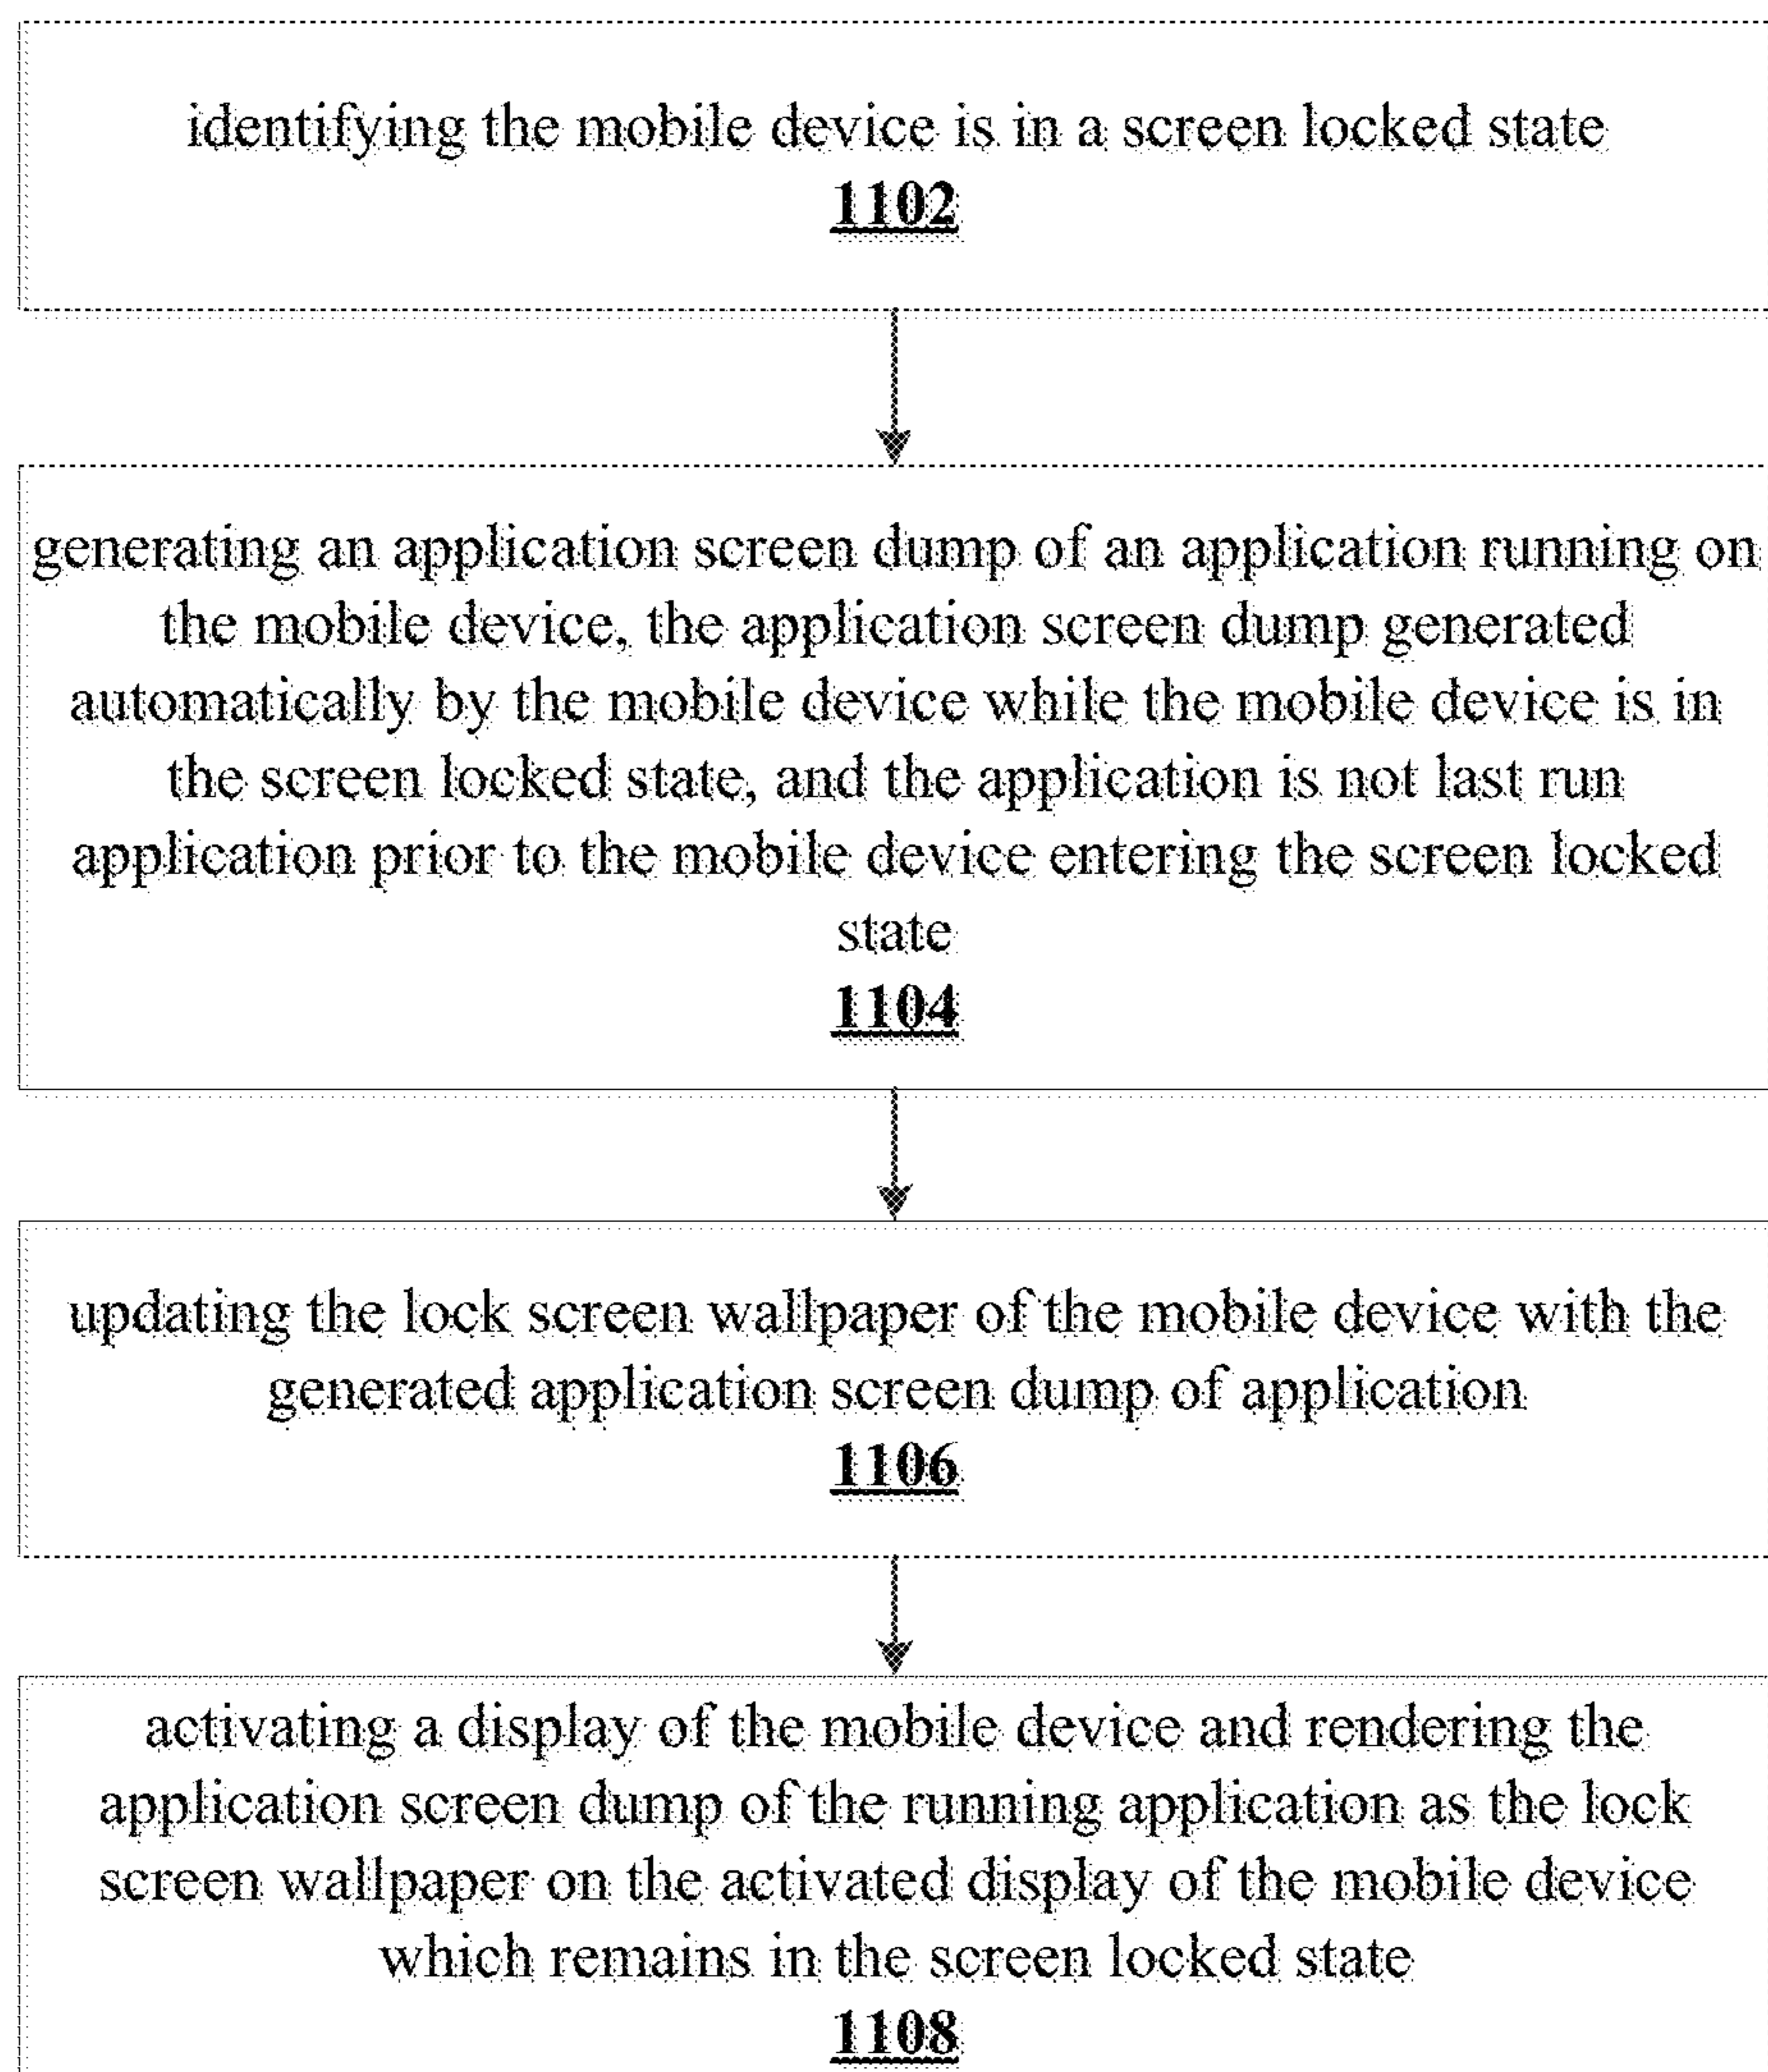 identifying the mobile device is in a screen locked state
1102
generating an application screen dump of an application running on
the mobile device, the application screen dump generated
automatically by the mobile device while the mobile device is in
the screen locked state, and the application is not last run
application prior to the mobile device entering the screen locked
state
1104
updating the lock screen wallpaper of the mobile device with the
generated application screen dump of application
1106
activating a display of the mobile device and rendering the
application screen dump of the running application as the lock
screen wallpaper on the activated display of the mobile device
which remains in the screen locked state
1108